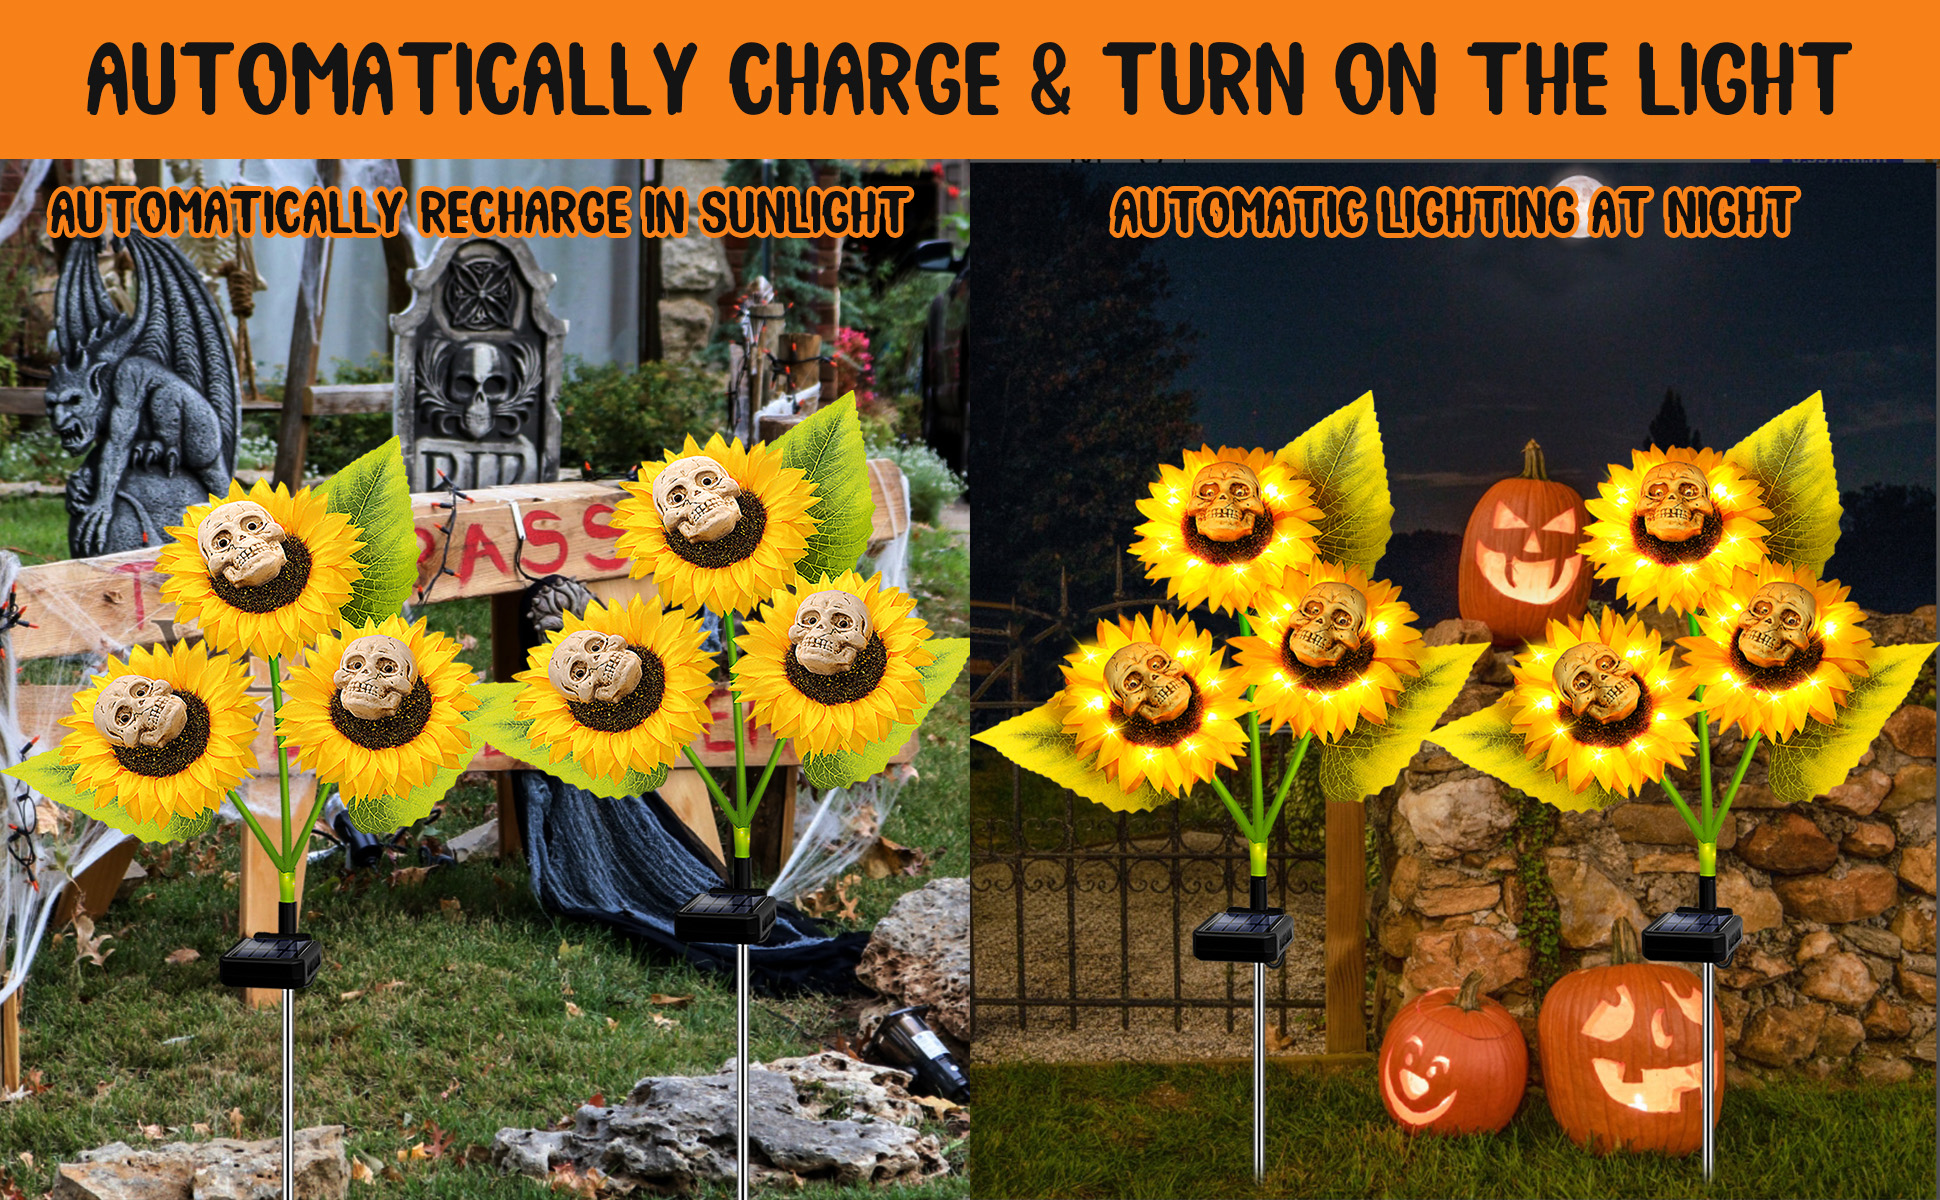 AUTOMATICALLY CHARGE & TURN ON THE LIGHT
AUTOMATICALLY RECHARGE IN SUNLIGHT
AUTOMATIC LIGHTING AT NIGHT
RIP
PASS